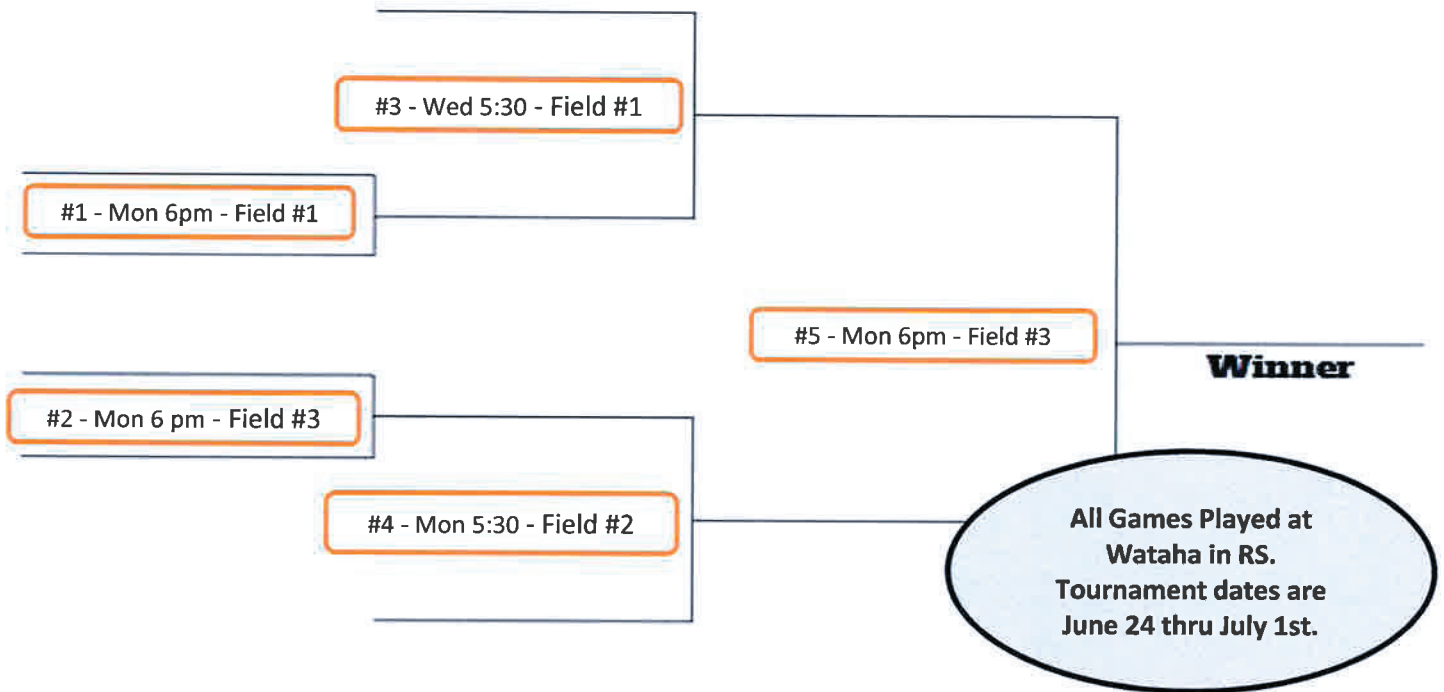 #3 - Wed 5:30 - Field #1
#1 - Mon 6pm - Field #1
#5 - Mon 6pm - Field #3
Winner
#2 - Mon 6 pm - Field #3
#4 - Mon 5:30 - Field #2
All Games Played at
Wataha in RS.
Tournament dates are
June 24 thru July 1st.